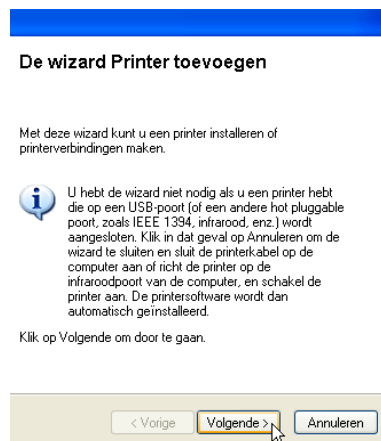 De wizard Printer toevoegen
Met deze wizard kunt u een printer installeren of
printerverbindingen maken.
U hebt de wizard niet nodig als u een printer hebt
die op een USB-poort (of een andere hot pluggable
poort, zoals IEEE 1394, infrarood, enz.) wordt
aangesloten. Klik in dat geval op Annuleren om de
wizard te sluiten en sluit de printerkabel op de
computer aan of richt de printer op de
infraroodpoort van de computer, en schakel de
printer aan. De printersoftware wordt dan
automatisch geïnstalleerd.
Klik op Volgende om door te gaan.
< Vorige Volgende > Annuleren